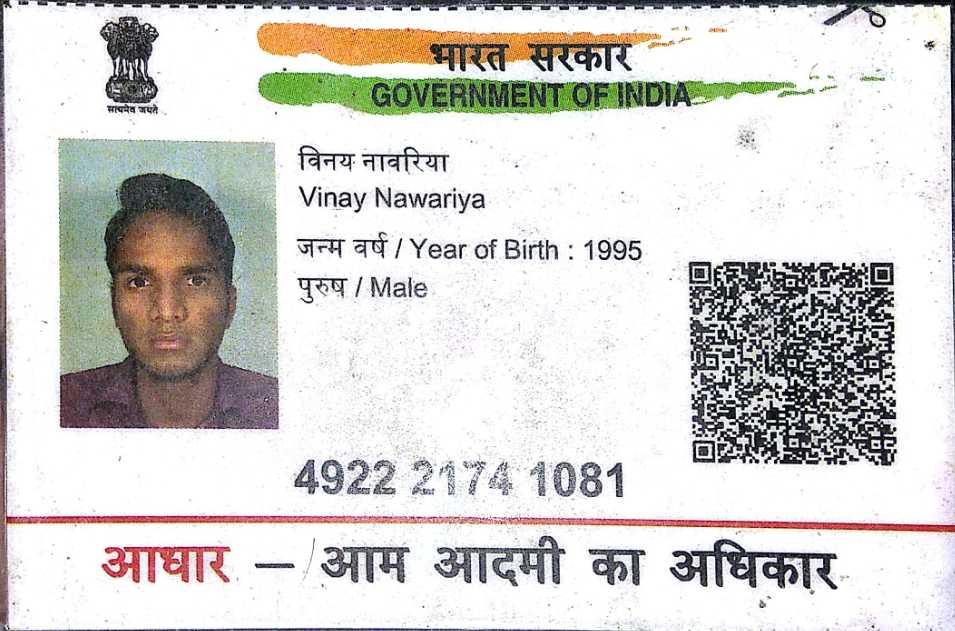 भारत सरकार
GOVERNMENT OF INDIA
सत्यमेव जयते
विनय नावरिया
Vinay Nawariya
जन्म वर्ष / Year of Birth : 1995
पुरुष / Male
4922 2174 1081
आधार – आम आदमी का अधिकार